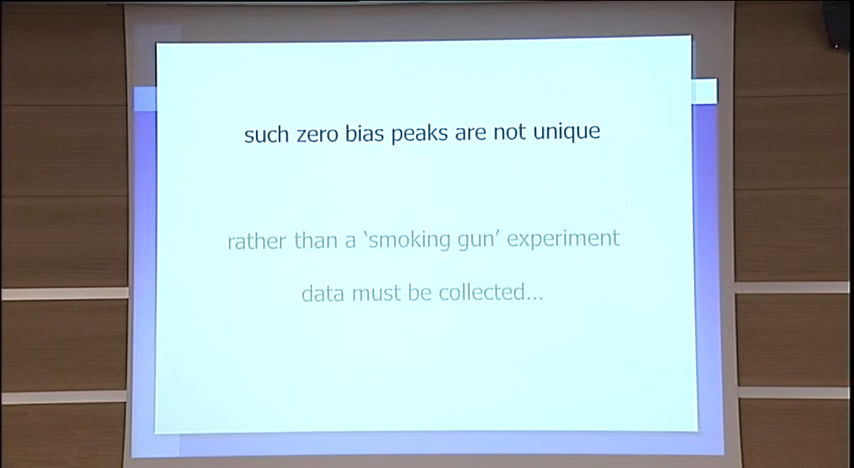 such zero bias peaks are not unique
rather than a ‘smoking gun’ experiment
data must be collected...